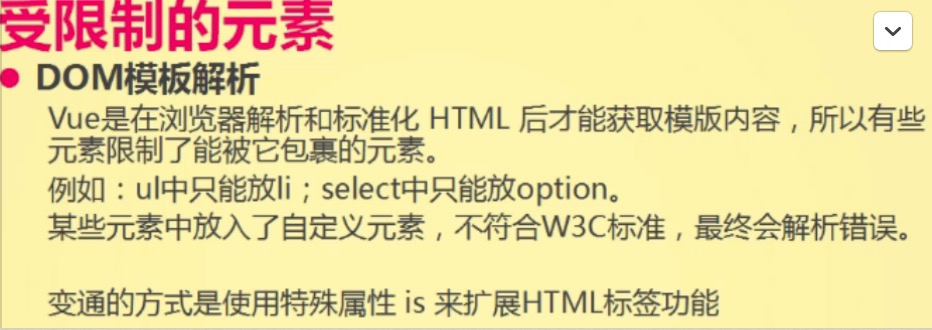 受限制的元素
DOM模板解析
Vue是在浏览器解析和标准化 HTML 后才能获取模版内容，所以有些
元素限制了能被它包裹的元素。
例如：ul中只能放li；select中只能放option。
某些元素中放入了自定义元素，不符合W3C标准，最终会解析错误。
变通的方式是使用特殊属性 is 来扩展HTML标签功能